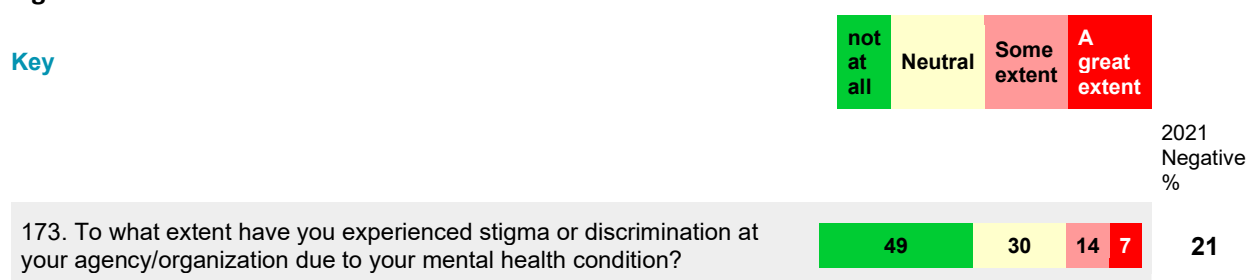 Key
not at all
Neutral
Some extent
A great extent
2021 Negative %
173. To what extent have you experienced stigma or discrimination at
your agency/organization due to your mental health condition?
49 30 14 7 21